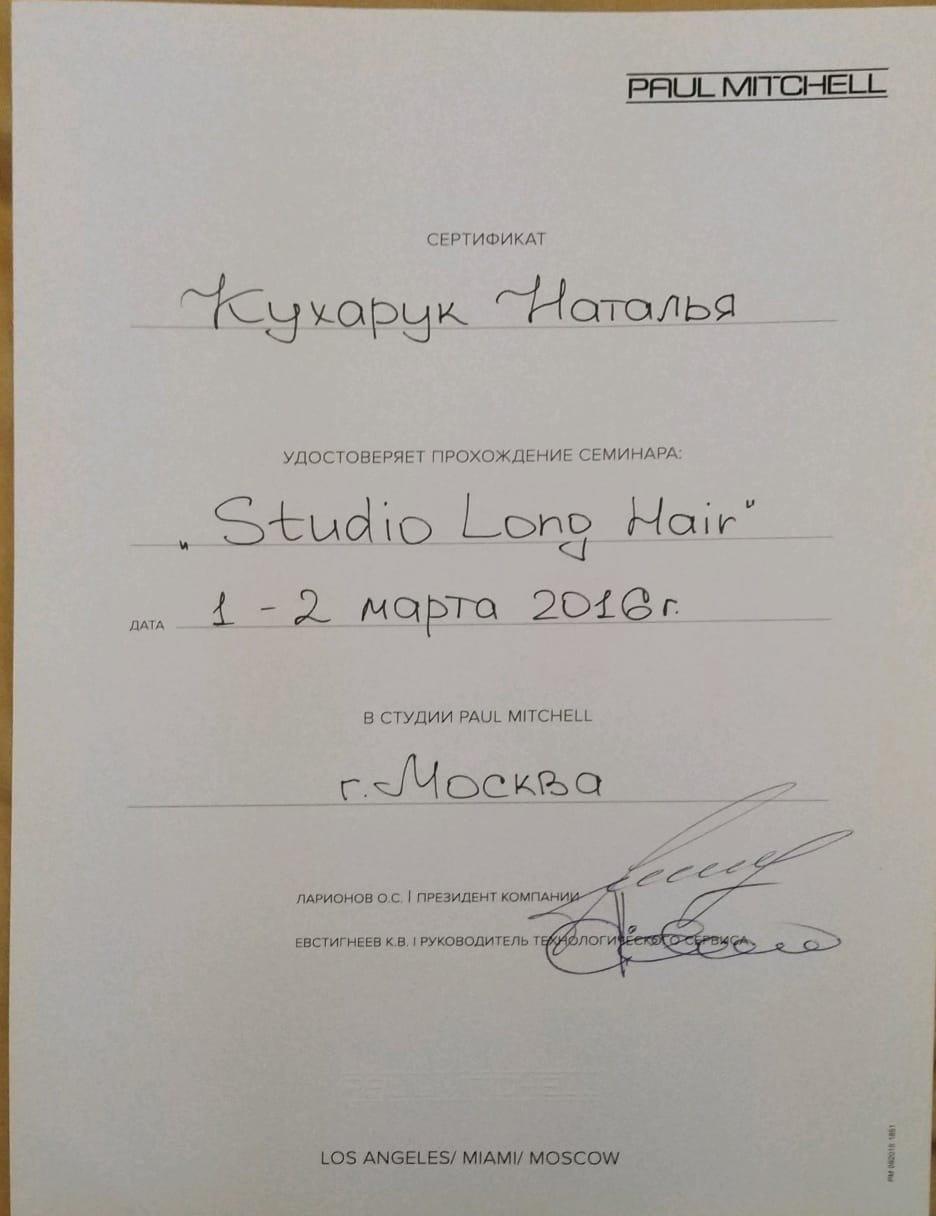 PAUL MITCHELL
СЕРТИФИКАТ
Кухарук Наталья
УДОСТОВЕРЯЕТ ПРОХОЖДЕНИЕ СЕМИНАРА:
„Studio Long Hair"
ДАТА 1 - 2 марта 2016 г.
В СТУДИИ PAUL MITCHELL
г. Москва
ЛАРИОНОВ О.С. | ПРЕЗИДЕНТ КОМПАНИИ
ЕВСТИГНЕЕВ К.В. | РУКОВОДИТЕЛЬ ТЕХНОЛОГИЧЕСКОГО СЕРВИСА
LOS ANGELES/ MIAMI/ MOSCOW